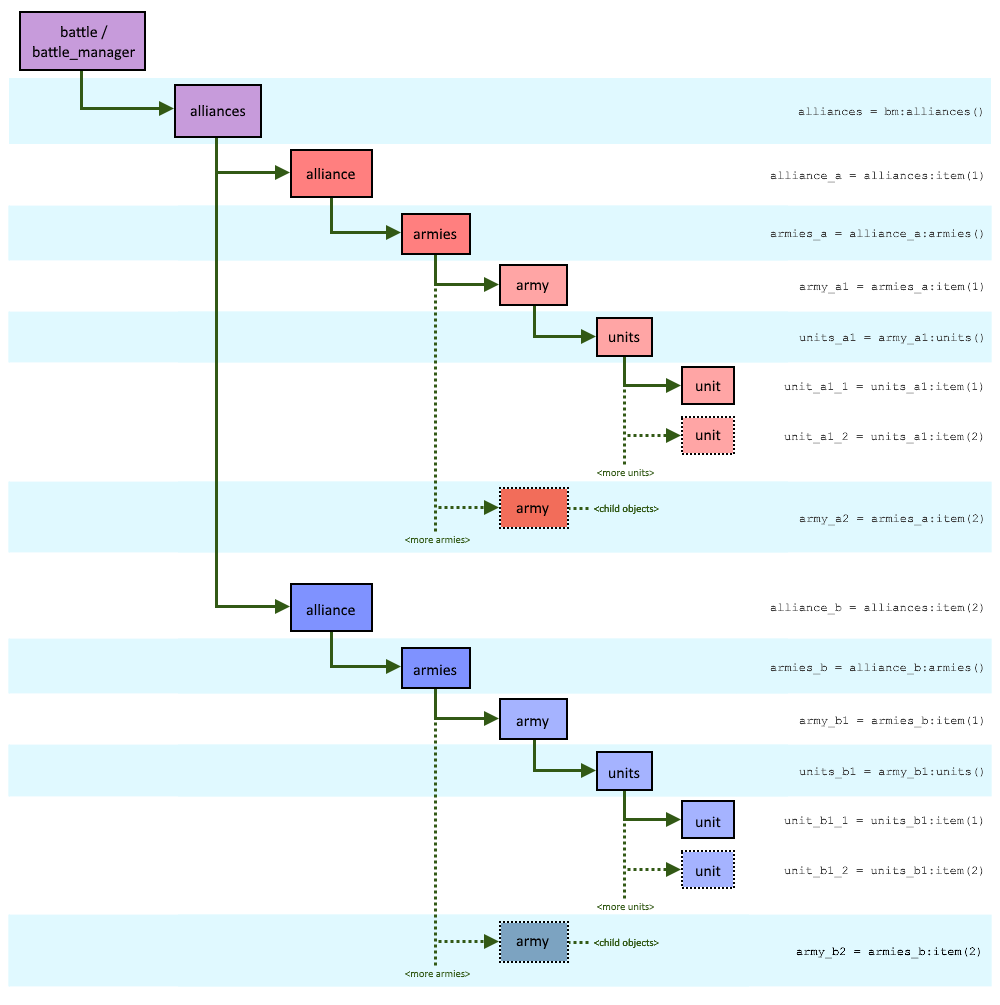 battle /
battle_manager
alliances
alliances = bm:alliances()
alliance
alliance_a = alliances:item(1)
armies
armies_a = alliance_a:armies()
army
army_a1 = armies_a:item(1)
units
units_a1 = army_a1:units()
unit
unit_a1_1 = units_a1:item(1)
unit
unit_a1_2 = units_a1:item(2)
<more units>
army
<child objects>
army_a2 = armies_a:item(2)
<more armies>
alliance
alliance_b = alliances:item(2)
armies
armies_b = alliance_b:armies()
army
army_b1 = armies_b:item(1)
units
units_b1 = army_b1:units()
unit
unit_b1_1 = units_b1:item(1)
unit
unit_b1_2 = units_b1:item(2)
<more units>
army
<child objects>
army_b2 = armies_b:item(2)
<more armies>